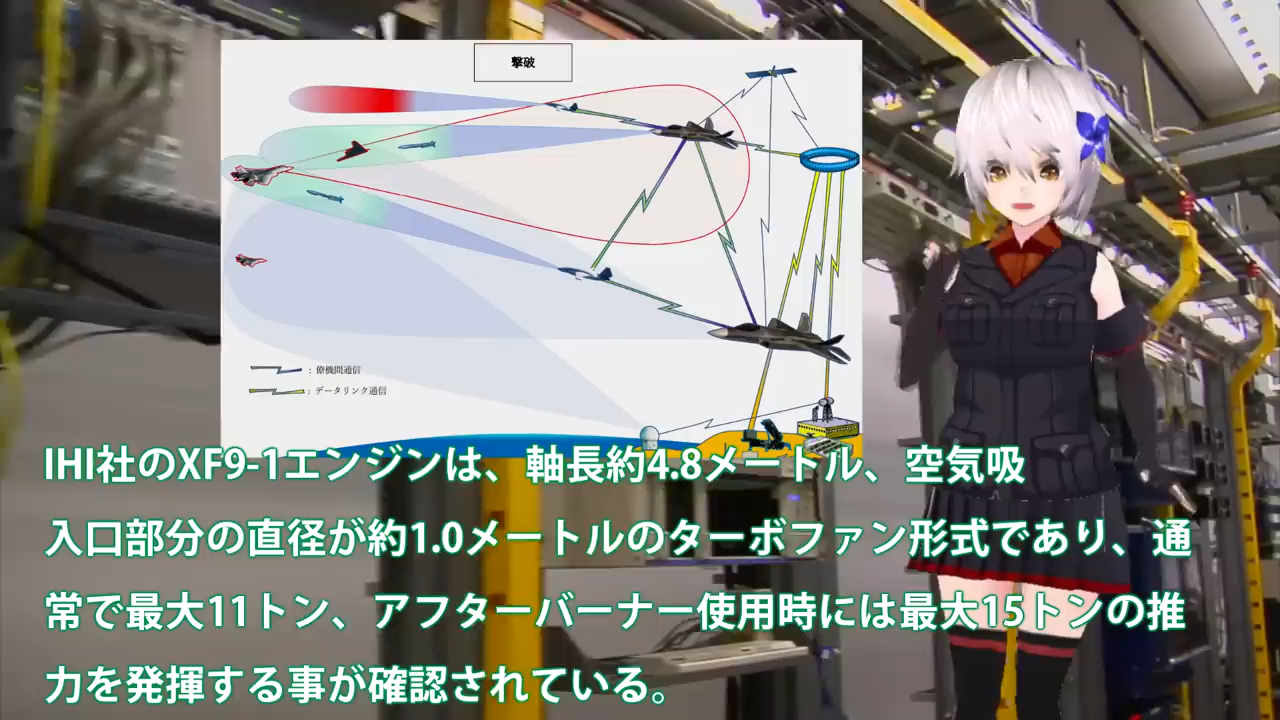 撃破
: 僚機間通信
: データリンク通信
IHI社のXF9-1エンジンは、軸長約4.8メートル、空気吸
入口部分の直径が約1.0メートルのターボファン形式であり、通
常で最大11トン、アフターバーナー使用時には最大15トンの推
力を発揮する事が確認されている。